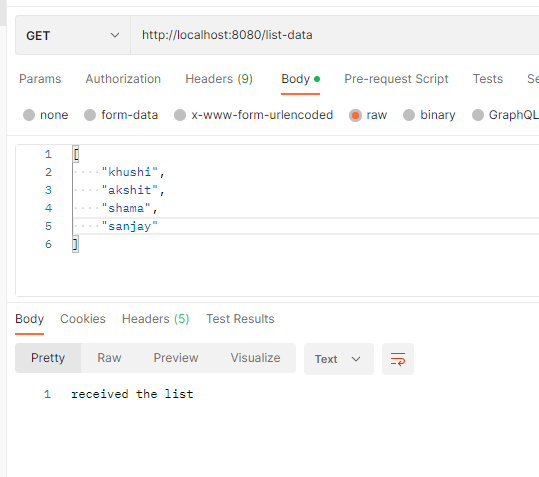 GET http://localhost:8080/list-data
Params Authorization Headers (9) Body Pre-request Script Tests Se
none form-data x-www-form-urlencoded raw binary GraphQL
1 [
2 "khushi",
3 "akshit",
4 "shama",
5 "sanjay"
6 ]
Body Cookies Headers (5) Test Results
Pretty Raw Preview Visualize Text
1 received the list